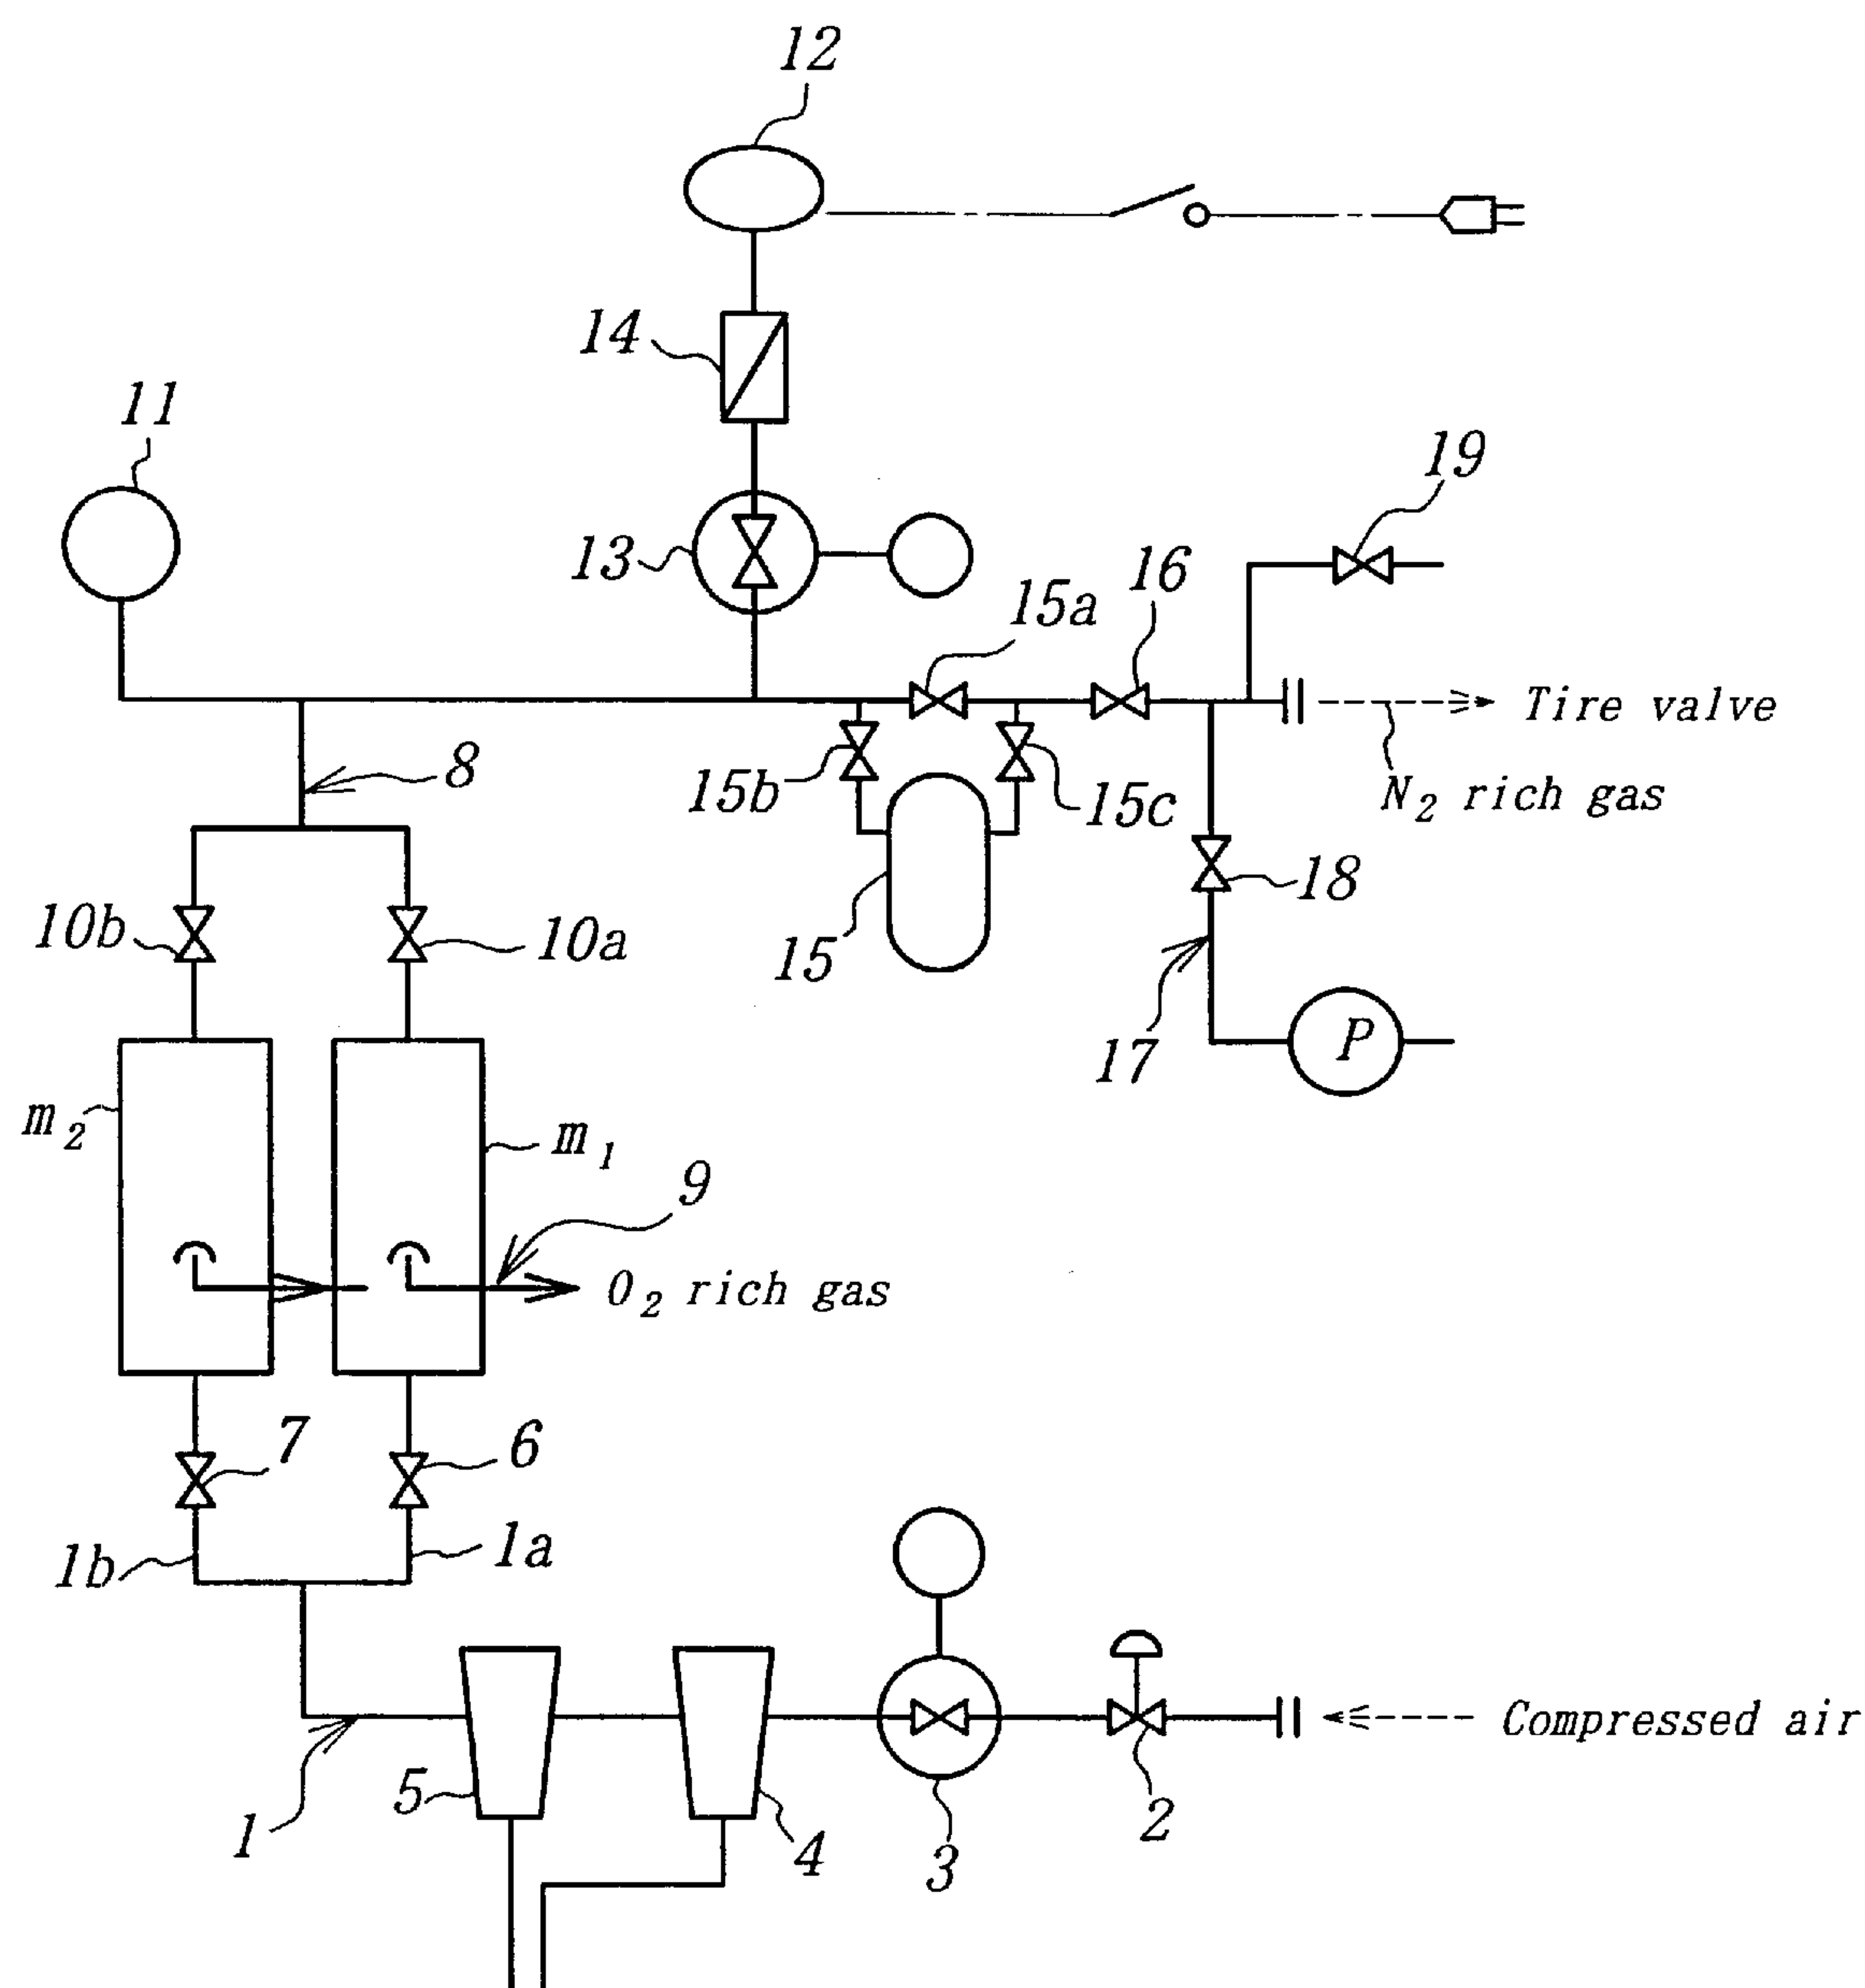 12
14
11
19
13
16
15a
Tire valve
8
15b
15c
N2 rich gas
18
10b
10a
15
17
P
m2
m1
9
O2 rich gas
7
6
1a
1b
Compressed air
5
2
1
4
3